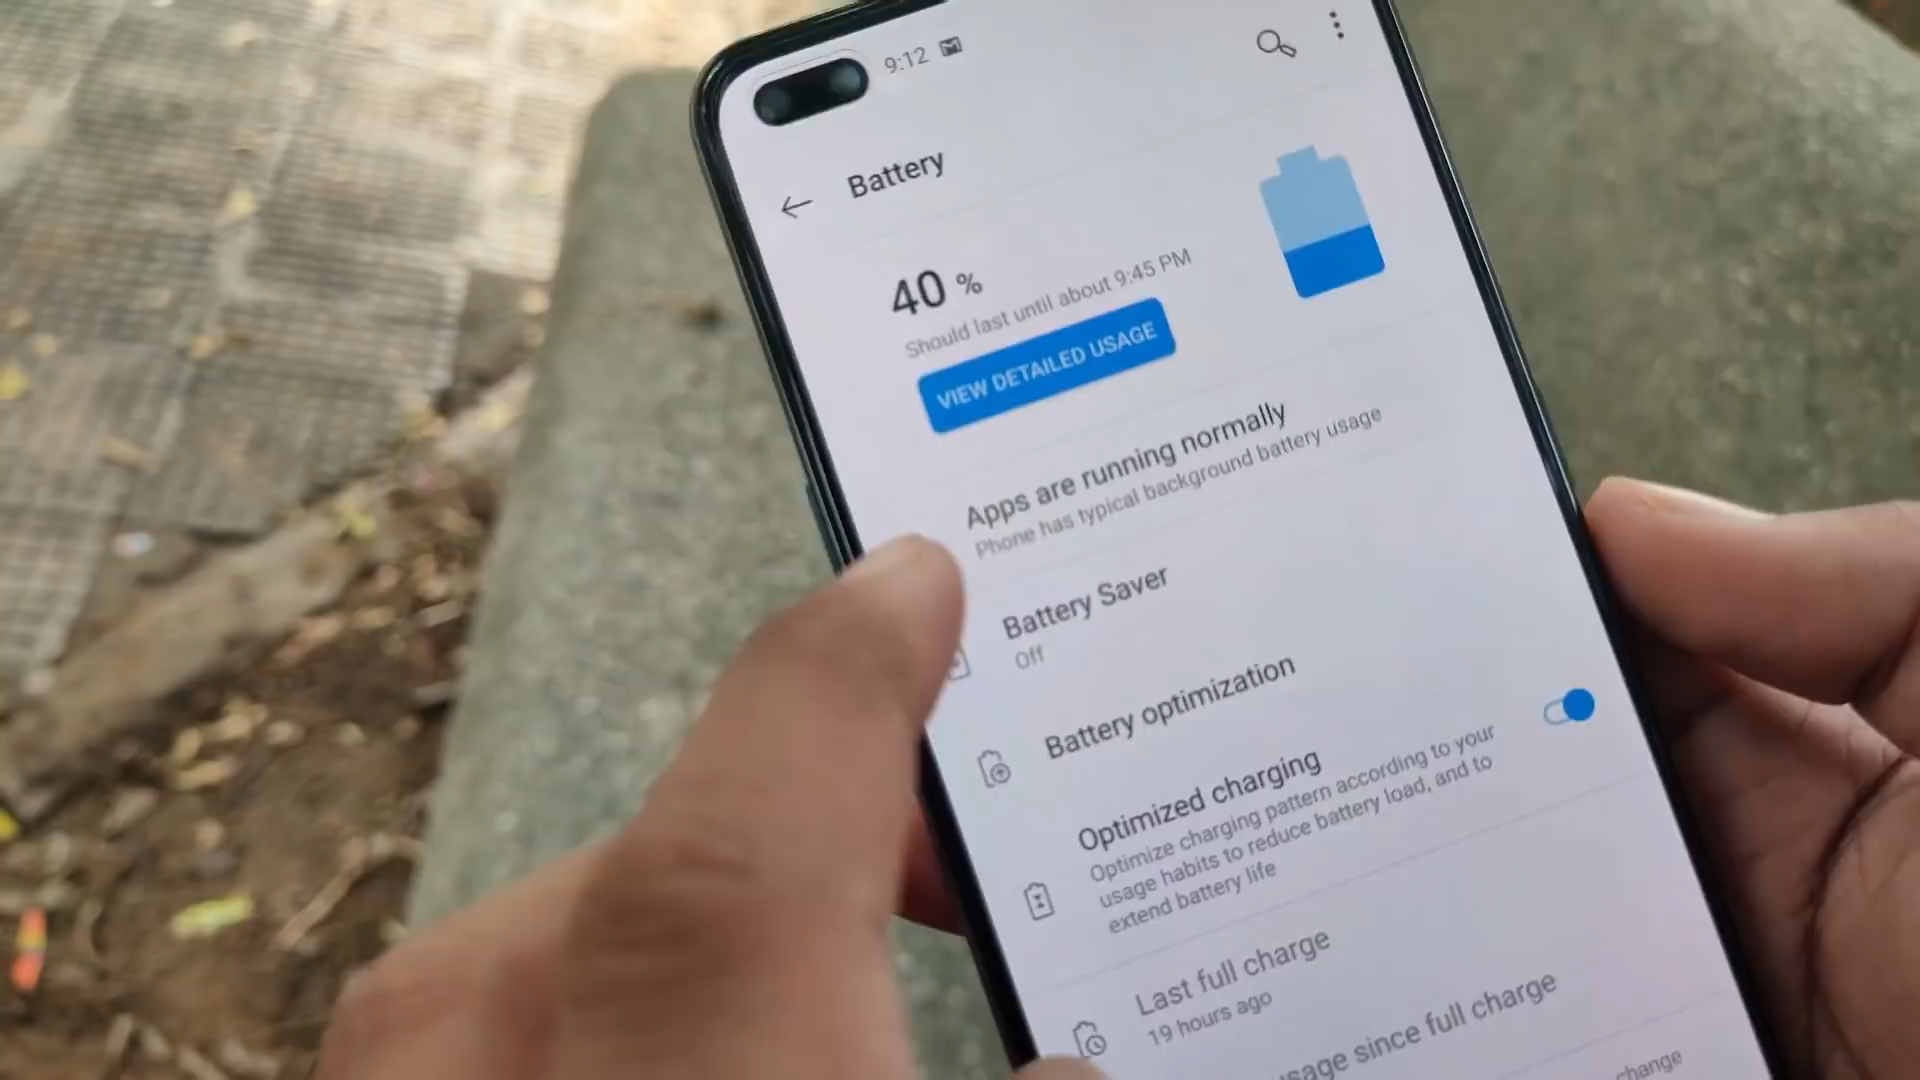 9:12
Battery
40 %
Should last until about 9:45 PM
VIEW DETAILED USAGE
Apps are running normally
Phone has typical background battery usage
Battery Saver
Off
Battery optimization
Optimized charging
Optimize charging pattern according to your
usage habits to reduce battery load, and to
extend battery life
Last full charge
19 hours ago
since full charge
change